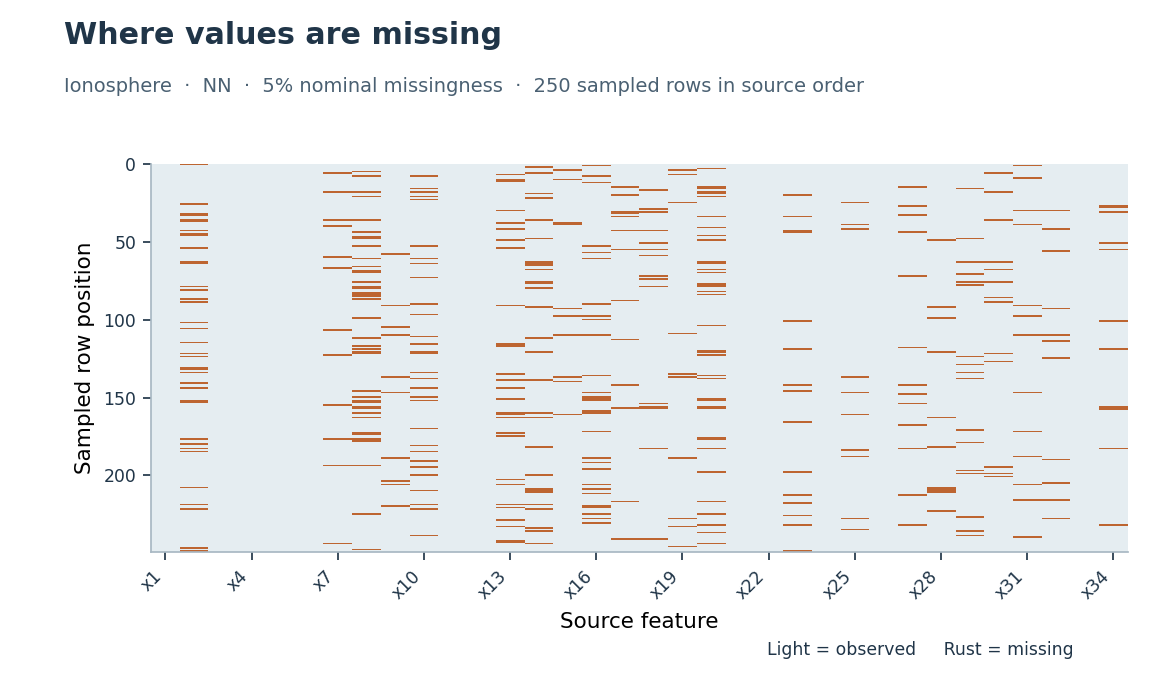 Where values are missing
Ionosphere · NN · 5% nominal missingness · 250 sampled rows in source order
0
50
100
150
200
Sampled row position
x1 x4 x7 x10 x13 x16 x19 x22 x25 x28 x31 x34
Source feature
Light = observed Rust = missing